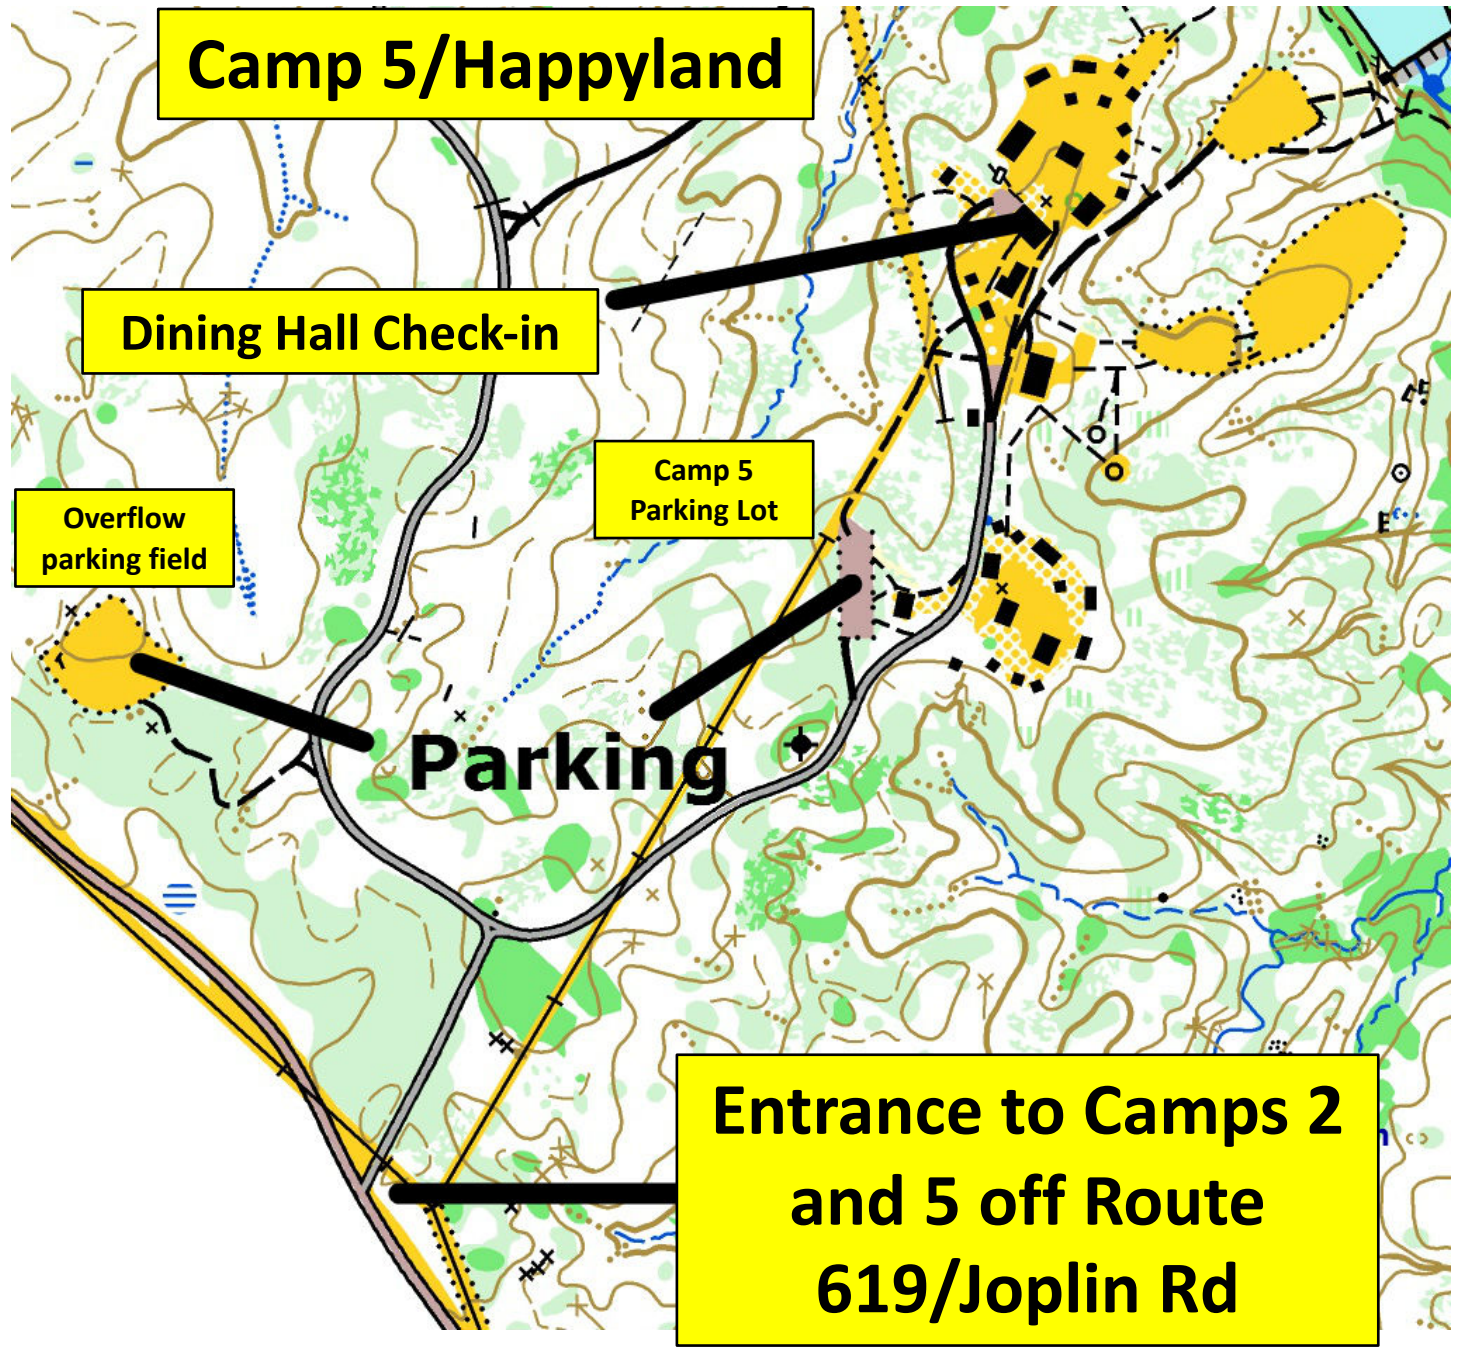 Camp 5/Happyland
Dining Hall Check-in
Camp 5
Parking Lot
Overflow
parking field
Parking
Entrance to Camps 2
and 5 off Route
619/Joplin Rd